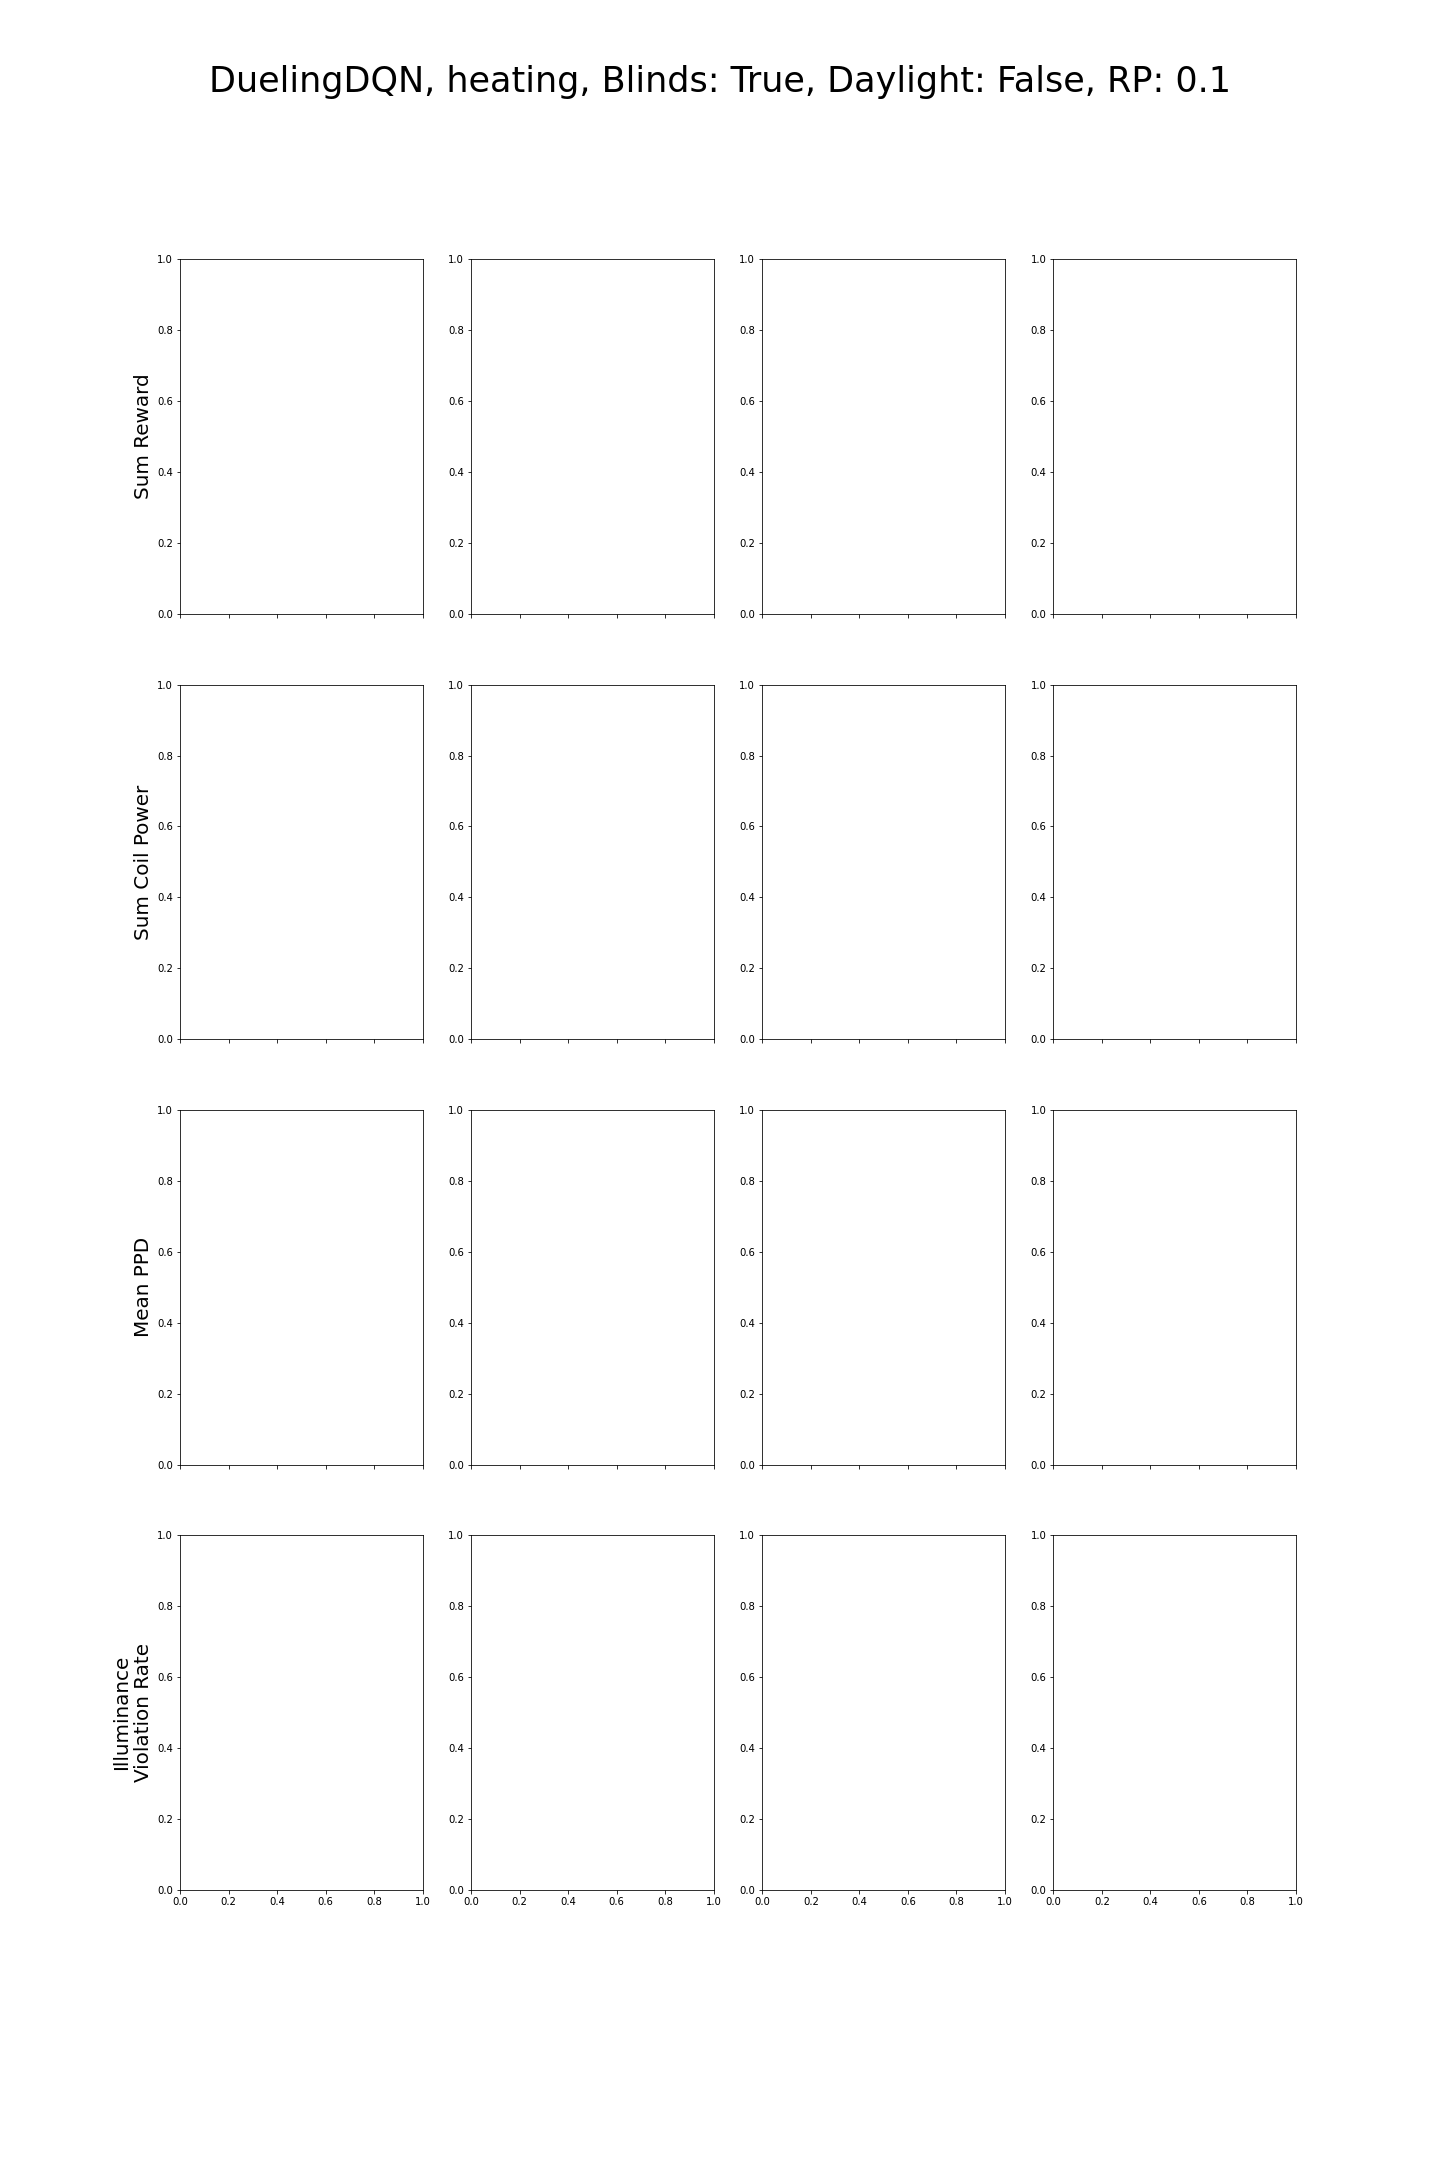 DuelingDQN, heating, Blinds: True, Daylight: False, RP: 0.1
Sum Reward
1.0 1.0 1.0 1.0
0.8 0.8 0.8 0.8
0.6 0.6 0.6 0.6
0.4 0.4 0.4 0.4
0.2 0.2 0.2 0.2
0.0 0.0 0.0 0.0
Sum Coil Power
1.0 1.0 1.0 1.0
0.8 0.8 0.8 0.8
0.6 0.6 0.6 0.6
0.4 0.4 0.4 0.4
0.2 0.2 0.2 0.2
0.0 0.0 0.0 0.0
Mean PPD
1.0 1.0 1.0 1.0
0.8 0.8 0.8 0.8
0.6 0.6 0.6 0.6
0.4 0.4 0.4 0.4
0.2 0.2 0.2 0.2
0.0 0.0 0.0 0.0
Illuminance
Violation Rate
1.0 1.0 1.0 1.0
0.8 0.8 0.8 0.8
0.6 0.6 0.6 0.6
0.4 0.4 0.4 0.4
0.2 0.2 0.2 0.2
0.0 0.0 0.0 0.0
0.0 0.2 0.4 0.6 0.8 1.0 0.0 0.2 0.4 0.6 0.8 1.0 0.0 0.2 0.4 0.6 0.8 1.0 0.0 0.2 0.4 0.6 0.8 1.0